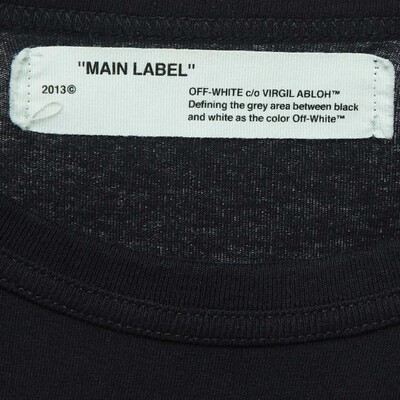 "MAIN LABEL"
2013© OFF-WHITE c/o VIRGIL ABLOH™
Defining the grey area between black
and white as the color Off-White™